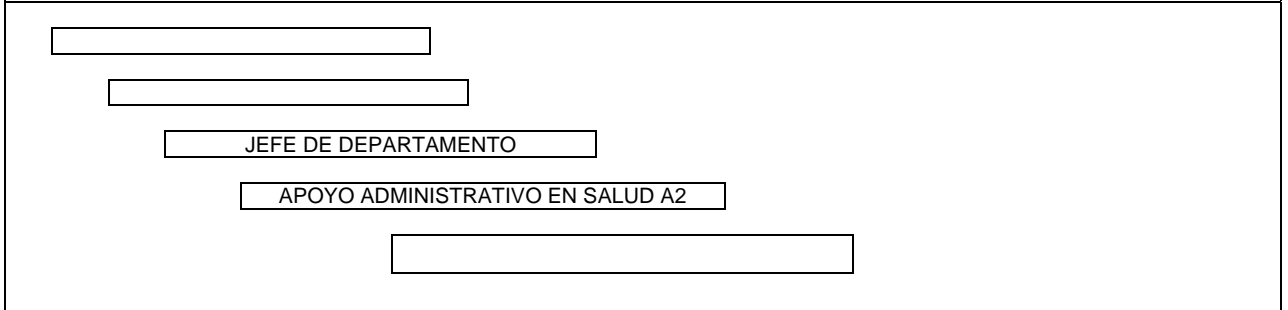 JEFE DE DEPARTAMENTO
APOYO ADMINISTRATIVO EN SALUD A2